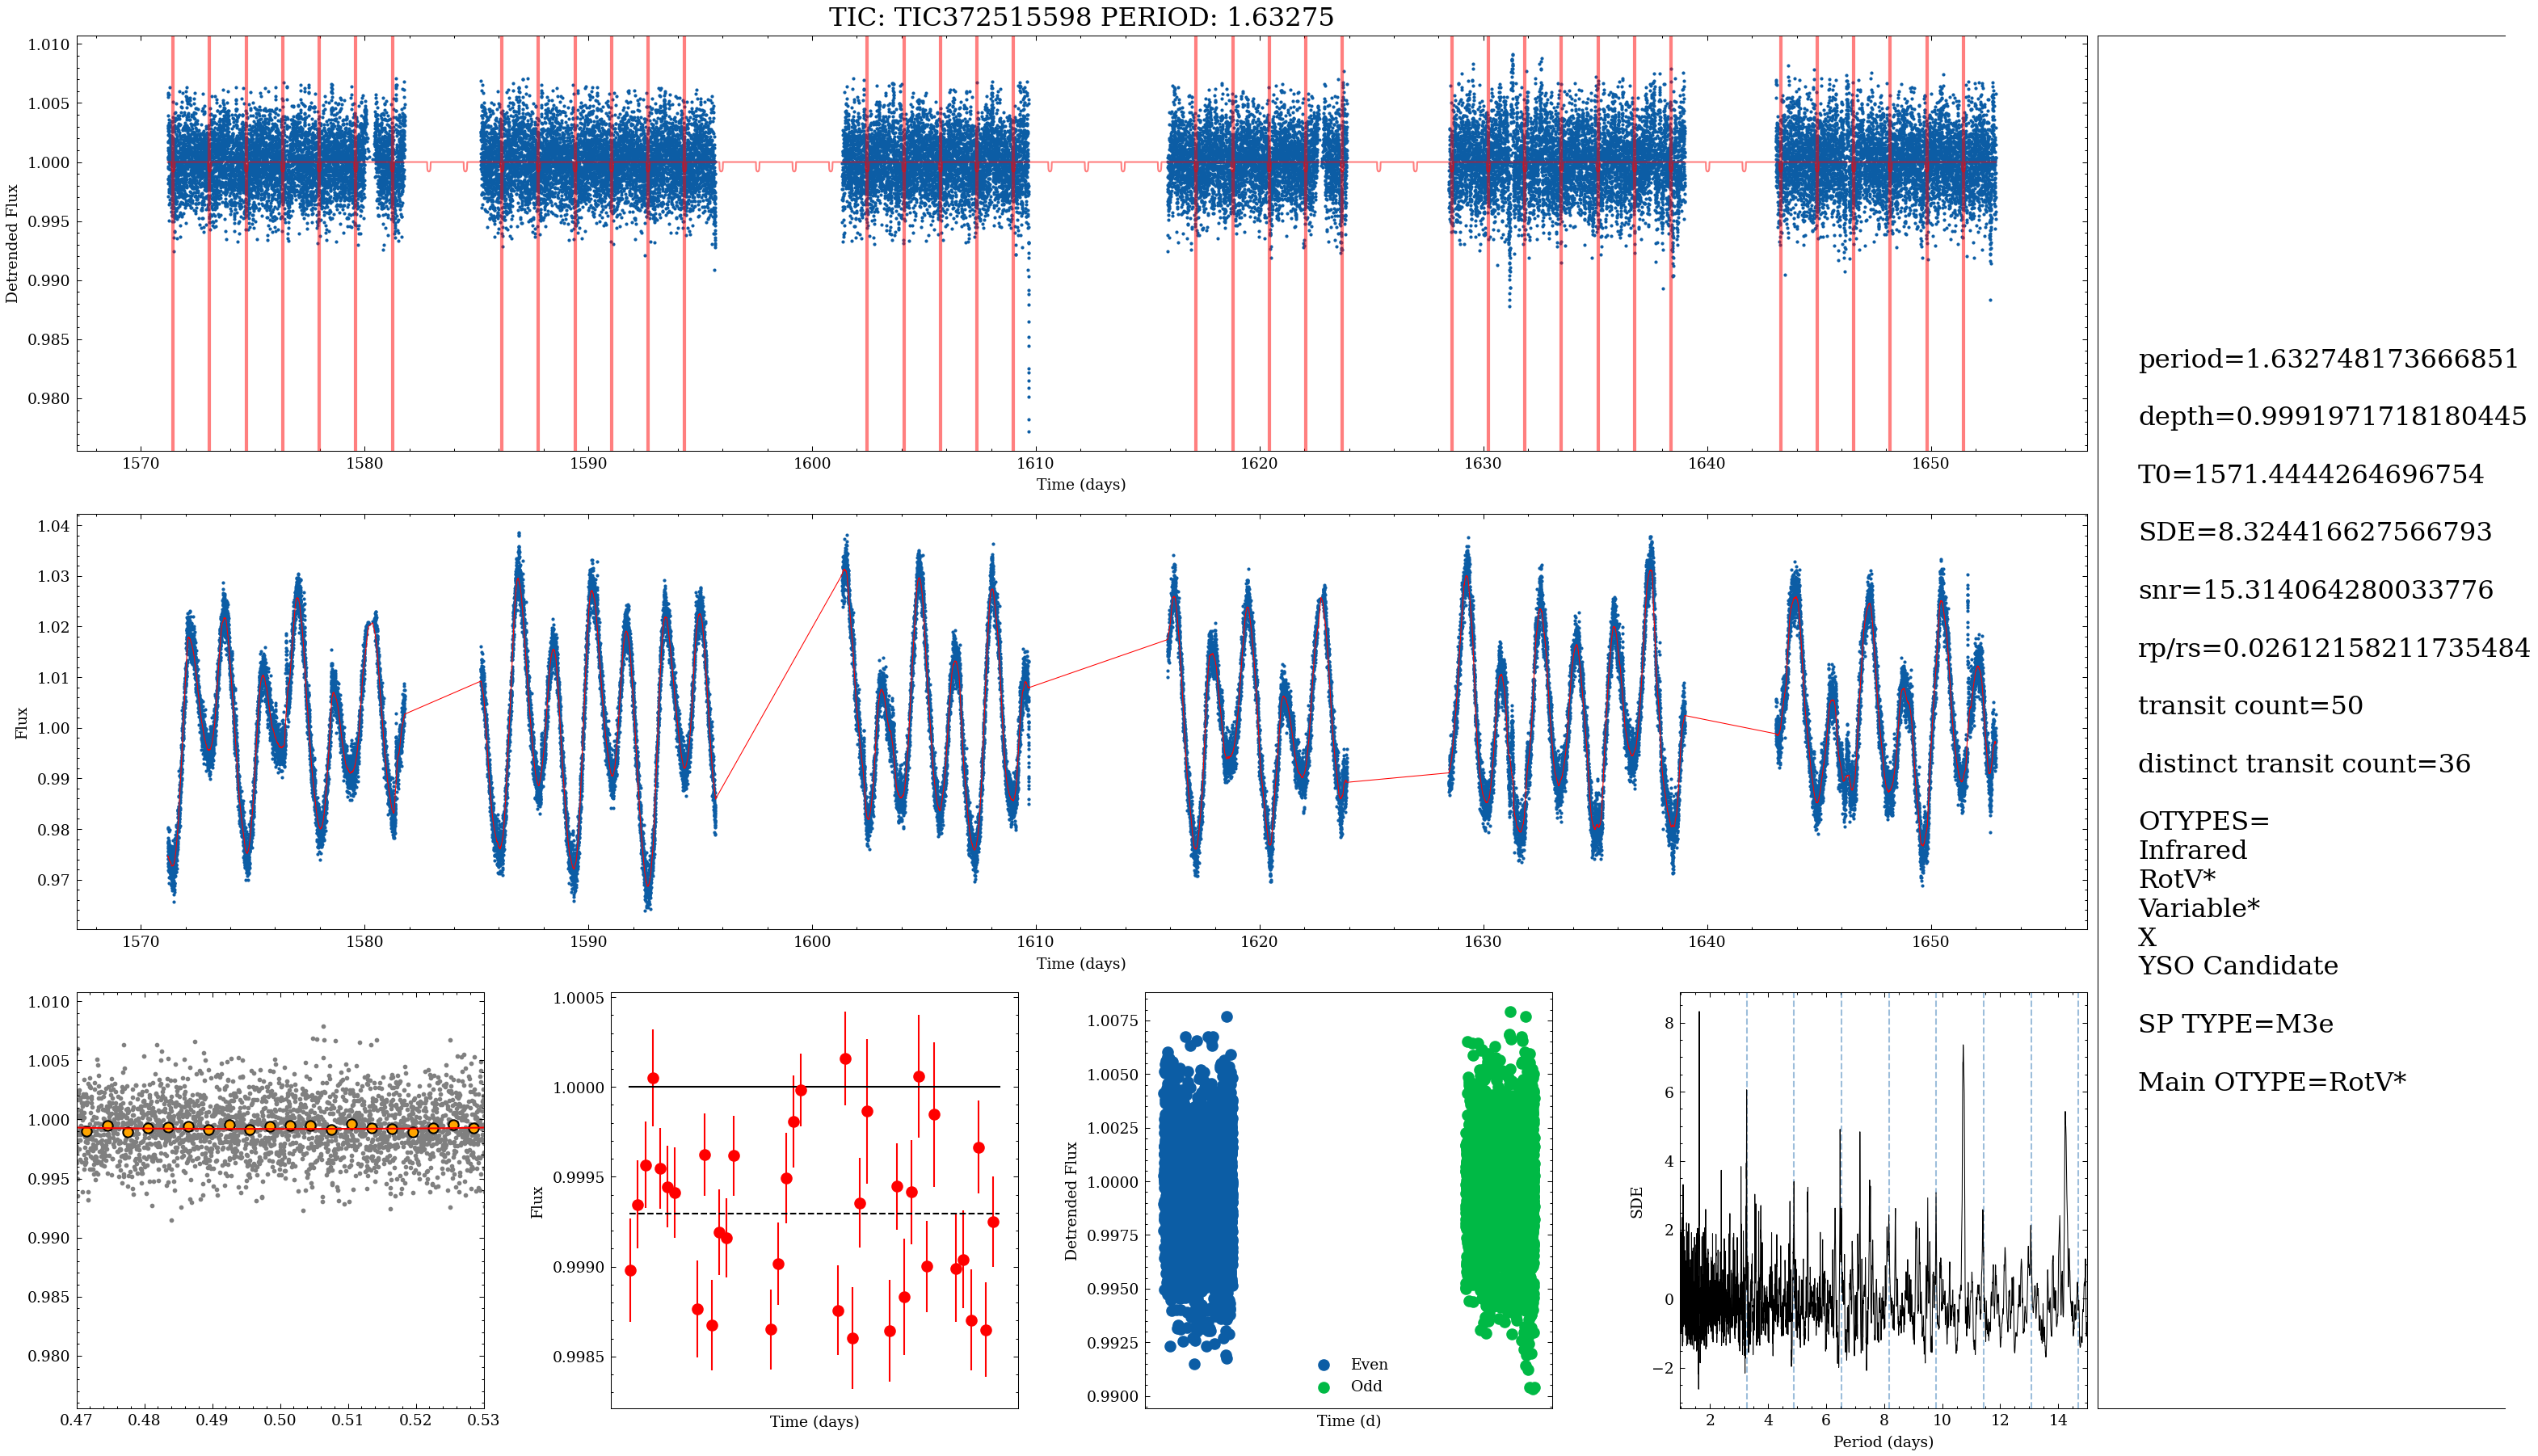 TIC: TIC372515598 PERIOD: 1.63275
1.010
1.005
1.000
0.995
0.990
0.985
0.980
Detrended Flux
1570 1580 1590 1600 1610 1620 1630 1640 1650
Time (days)
1.04
1.03
1.02
1.01
1.00
0.99
0.98
0.97
Flux
1570 1580 1590 1600 1610 1620 1630 1640 1650
Time (days)
1.010
1.005
1.000
0.995
0.990
0.985
0.980
0.47 0.48 0.49 0.50 0.51 0.52 0.53
1.0005
1.0000
0.9995
0.9990
0.9985
Flux
Time (days)
1.0075
1.0050
1.0025
1.0000
0.9975
0.9950
0.9925
0.9900
Detrended Flux
Even
Odd
Time (d)
8
6
4
2
0
−2
SDE
2 4 6 8 10 12 14
Period (days)
period=1.632748173666851
depth=0.9991971718180445
T0=1571.4444264696754
SDE=8.324416627566793
snr=15.314064280033776
rp/rs=0.02612158211735484
transit count=50
distinct transit count=36
OTYPES=
Infrared
RotV*
Variable*
X
YSO Candidate
SP TYPE=M3e
Main OTYPE=RotV*